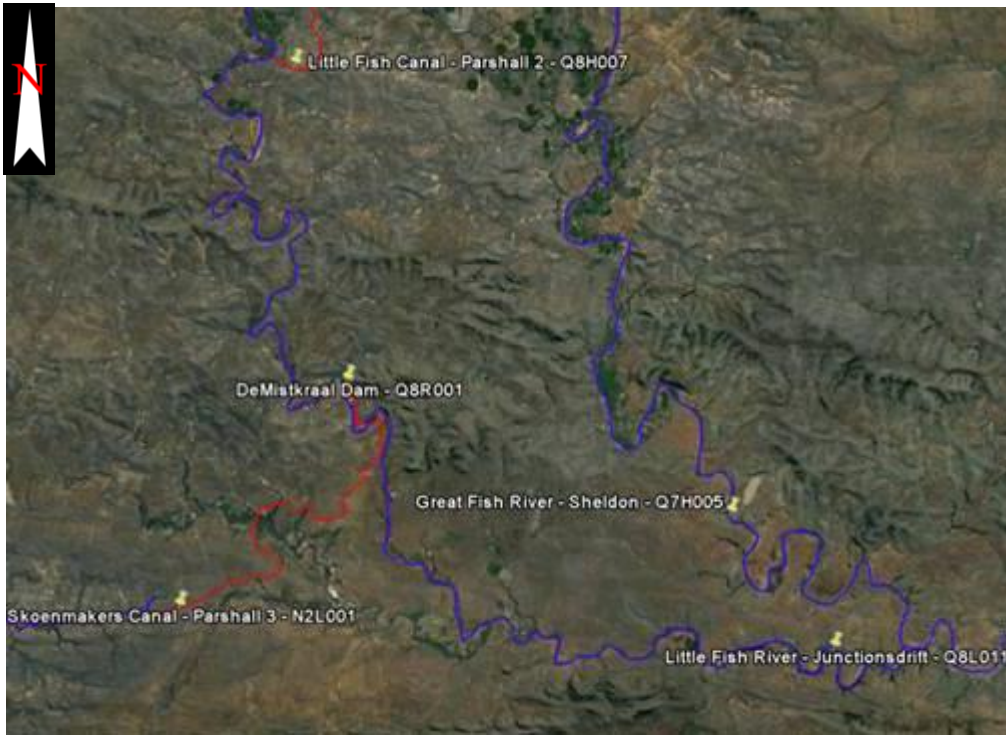 N
Little Fish Canal - Parshall 2 - Q8H007
DeMistkraal Dam - Q8R001
Great Fish River - Sheldon - Q7H005
Skoenmakers Canal - Parshall 3 - N2L001
Little Fish River - Junctionsdrift - Q8L011